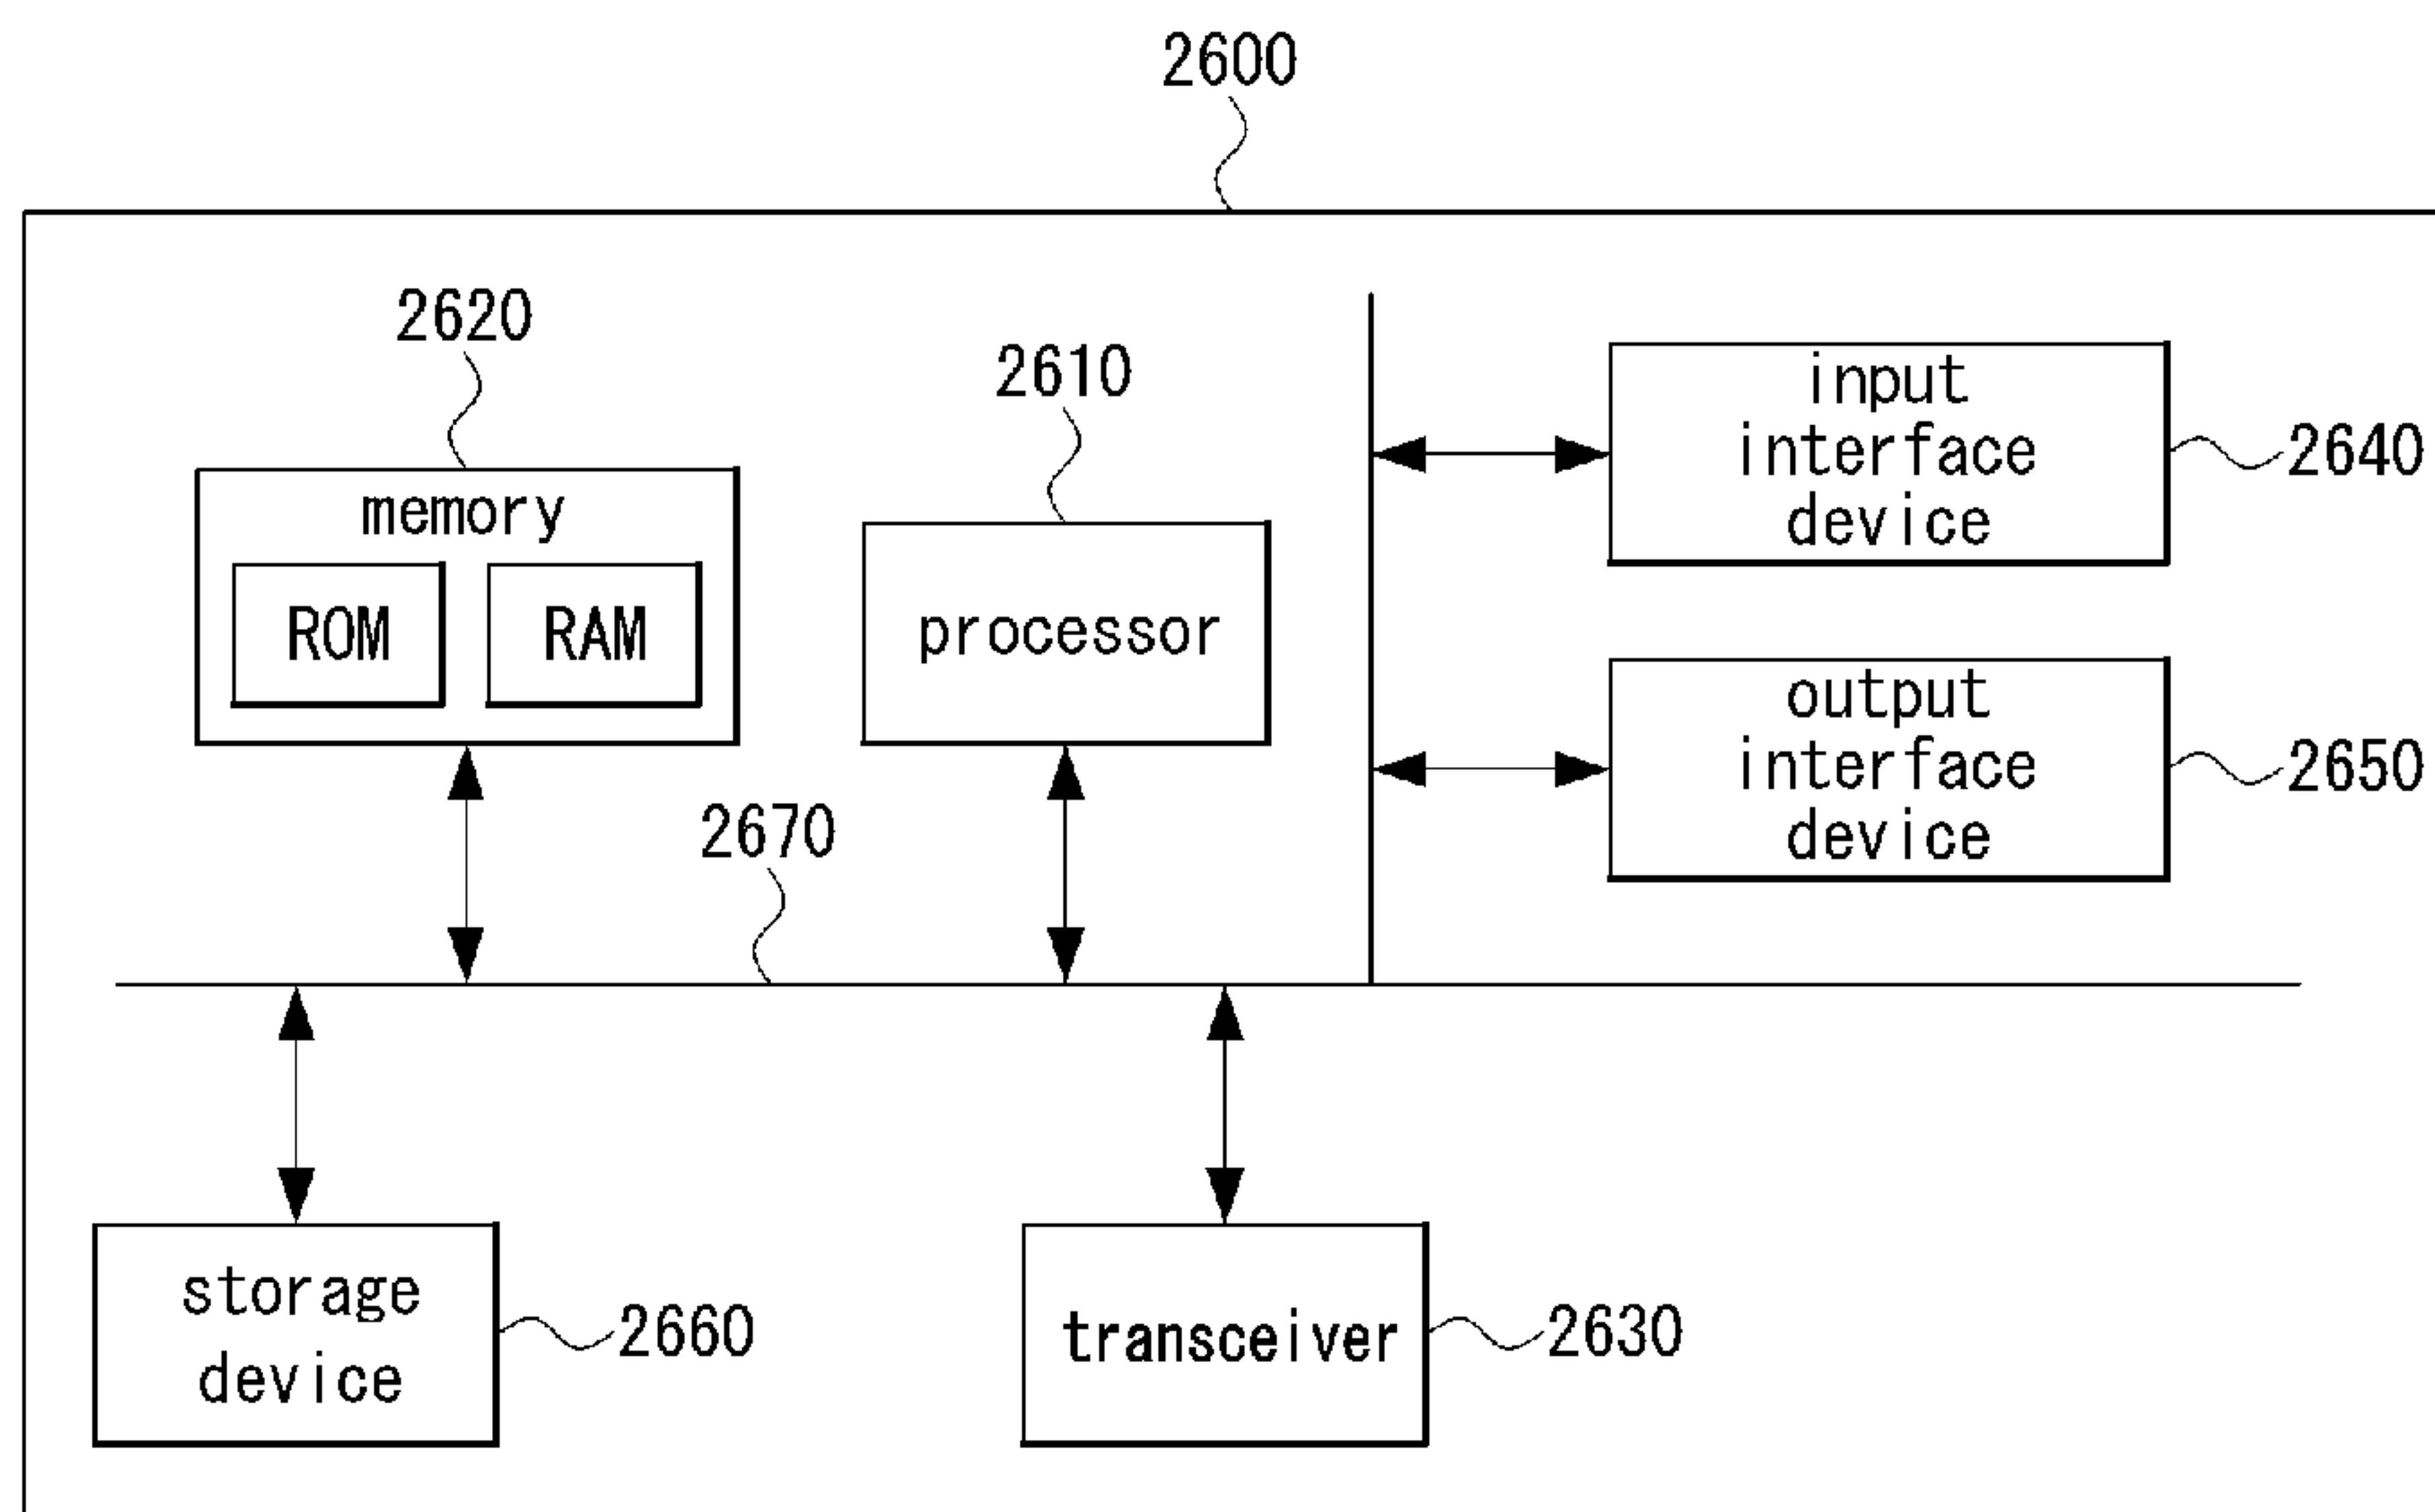 2600
2620
2610
input
interface
device
2640
memory
ROM
RAM
processor
output
interface
device
2650
2670
storage
device
2660
transceiver
2630